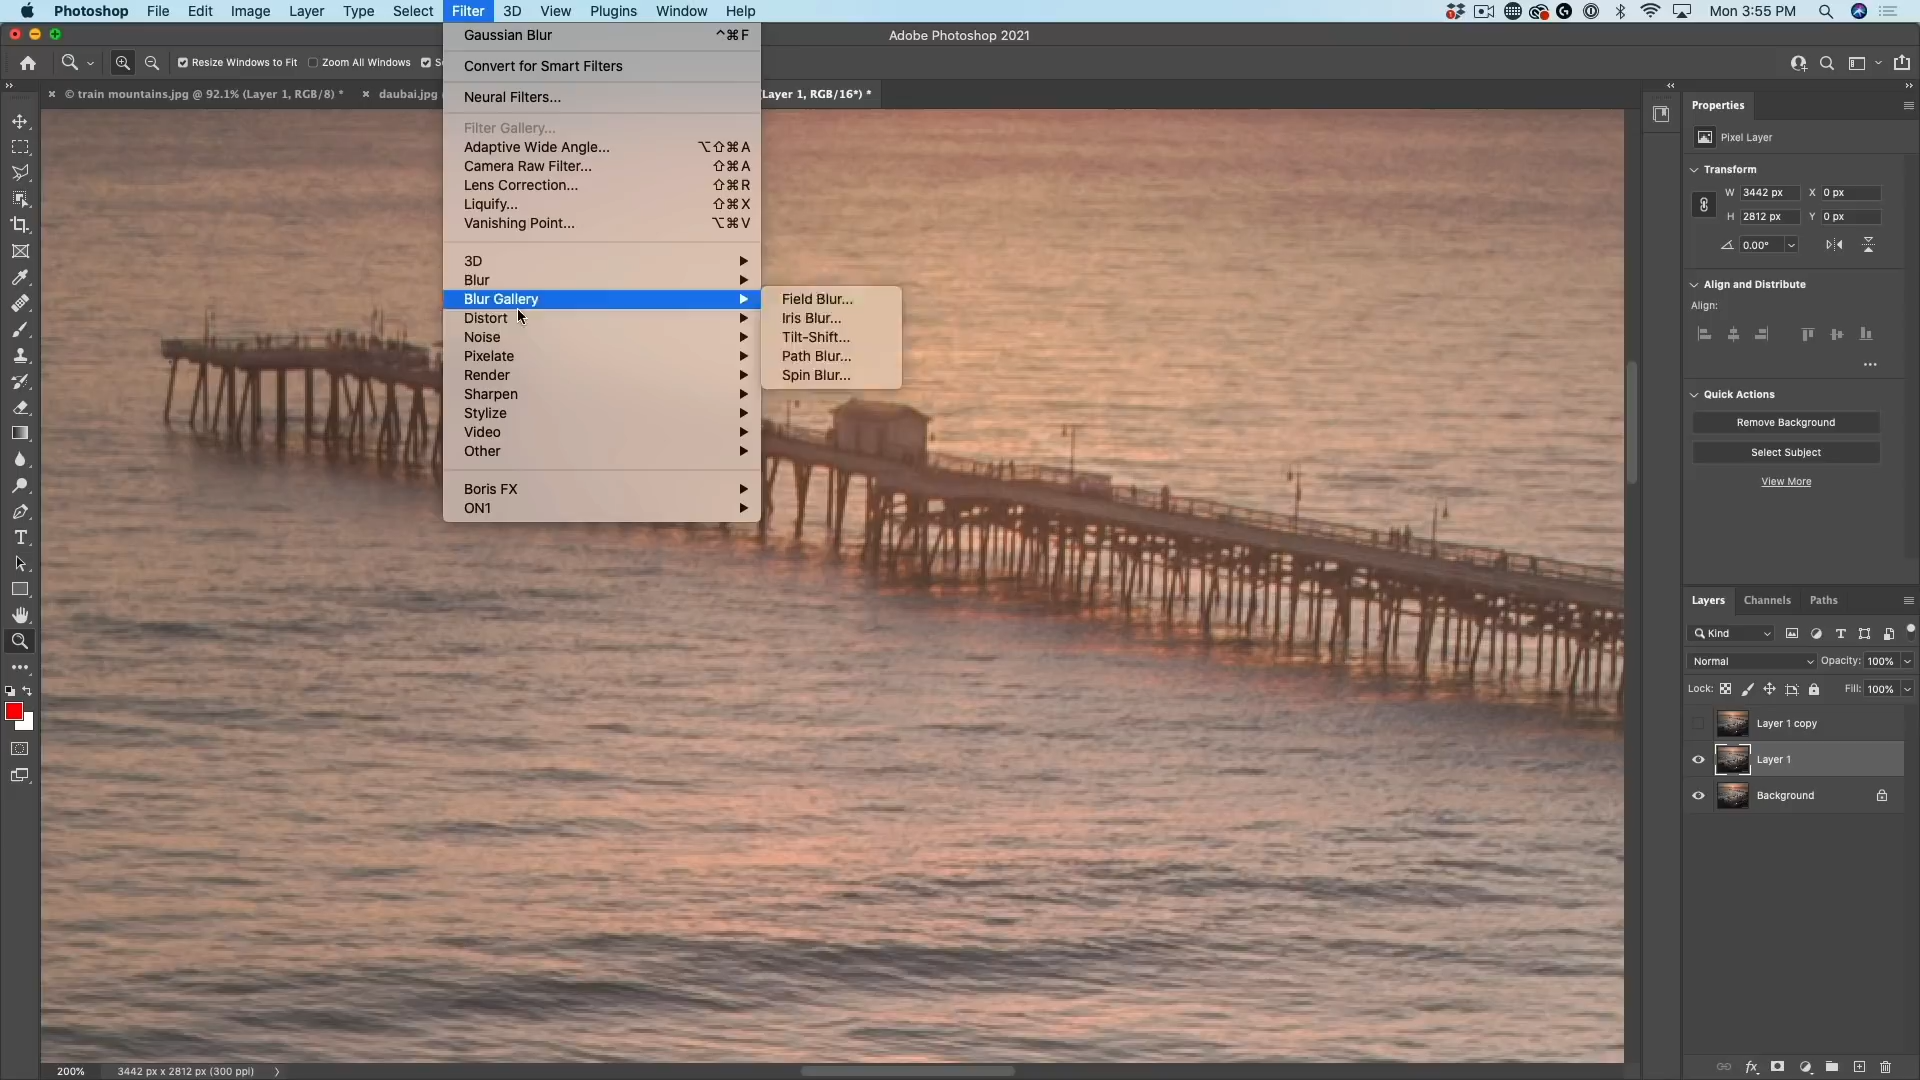 Photoshop File Edit Image Layer Type Select Filter 3D View Plugins Window Help Mon 3:55 PM
Adobe Photoshop 2021
Resize Windows to Fit Zoom All Windows
© train mountains.jpg @ 92.1% (Layer 1, RGB/8) * daubai.jpg Layer 1, RGB/16*) *
Gaussian Blur ^⌘F
Convert for Smart Filters
Neural Filters...
Filter Gallery...
Adaptive Wide Angle... ⌥⇧⌘A
Camera Raw Filter... ⇧⌘A
Lens Correction... ⇧⌘R
Liquify... ⇧⌘X
Vanishing Point... ⌥⌘V
3D
Blur
Blur Gallery
Distort
Noise
Pixelate
Render
Sharpen
Stylize
Video
Other
Boris FX
ON1
Field Blur...
Iris Blur...
Tilt-Shift...
Path Blur...
Spin Blur...
Properties
Pixel Layer
Transform
W 3442 px X 0 px
H 2812 px Y 0 px
0.00°
Align and Distribute
Align:
Quick Actions
Remove Background
Select Subject
View More
Layers Channels Paths
Kind
Normal Opacity: 100%
Lock: Fill: 100%
Layer 1 copy
Layer 1
Background
200% 3442 px x 2812 px (300 ppi)